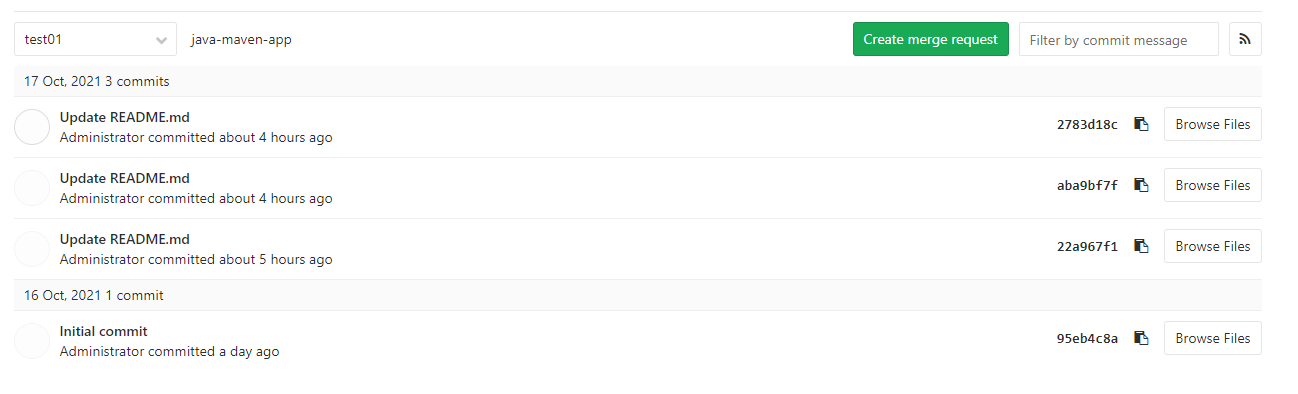 test01 java-maven-app Create merge request Filter by commit message
17 Oct, 2021 3 commits
Update README.md
Administrator committed about 4 hours ago
2783d18c Browse Files
Update README.md
Administrator committed about 4 hours ago
aba9bf7f Browse Files
Update README.md
Administrator committed about 5 hours ago
22a967f1 Browse Files
16 Oct, 2021 1 commit
Initial commit
Administrator committed a day ago
95eb4c8a Browse Files